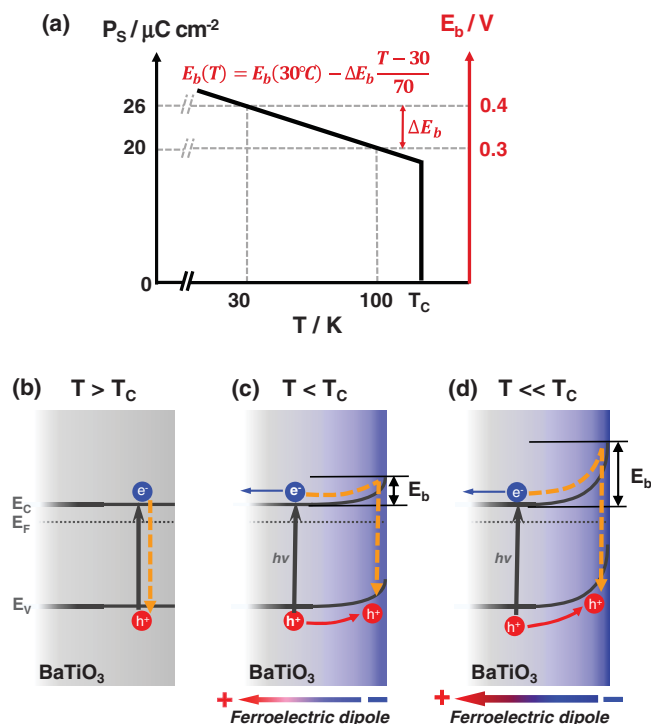 (a)
P_S / μC cm⁻²
E_b / V
E_b(T) = E_b(30°C) − ΔE_b (T − 30)/70
26
0.4
ΔE_b
20
0.3
0
30
100
T_C
T / K
(b) T > T_C
(c) T < T_C
(d) T << T_C
e⁻
e⁻
e⁻
E_b
E_b
E_C
E_F
hν
hν
E_V
h⁺
h⁺
h⁺
h⁺
h⁺
BaTiO₃
BaTiO₃
BaTiO₃
+ −
+ −
Ferroelectric dipole
Ferroelectric dipole